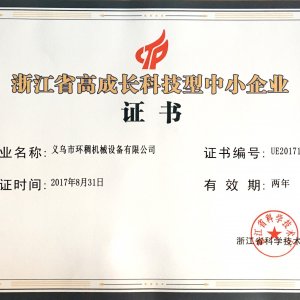 浙江省高成长科技型中小企业
证书
业名称: 义乌市环稠机械设备有限公司
证书编号: UE20171
证时间: 2017年8月31日
有效期: 两年
浙江省科学技术